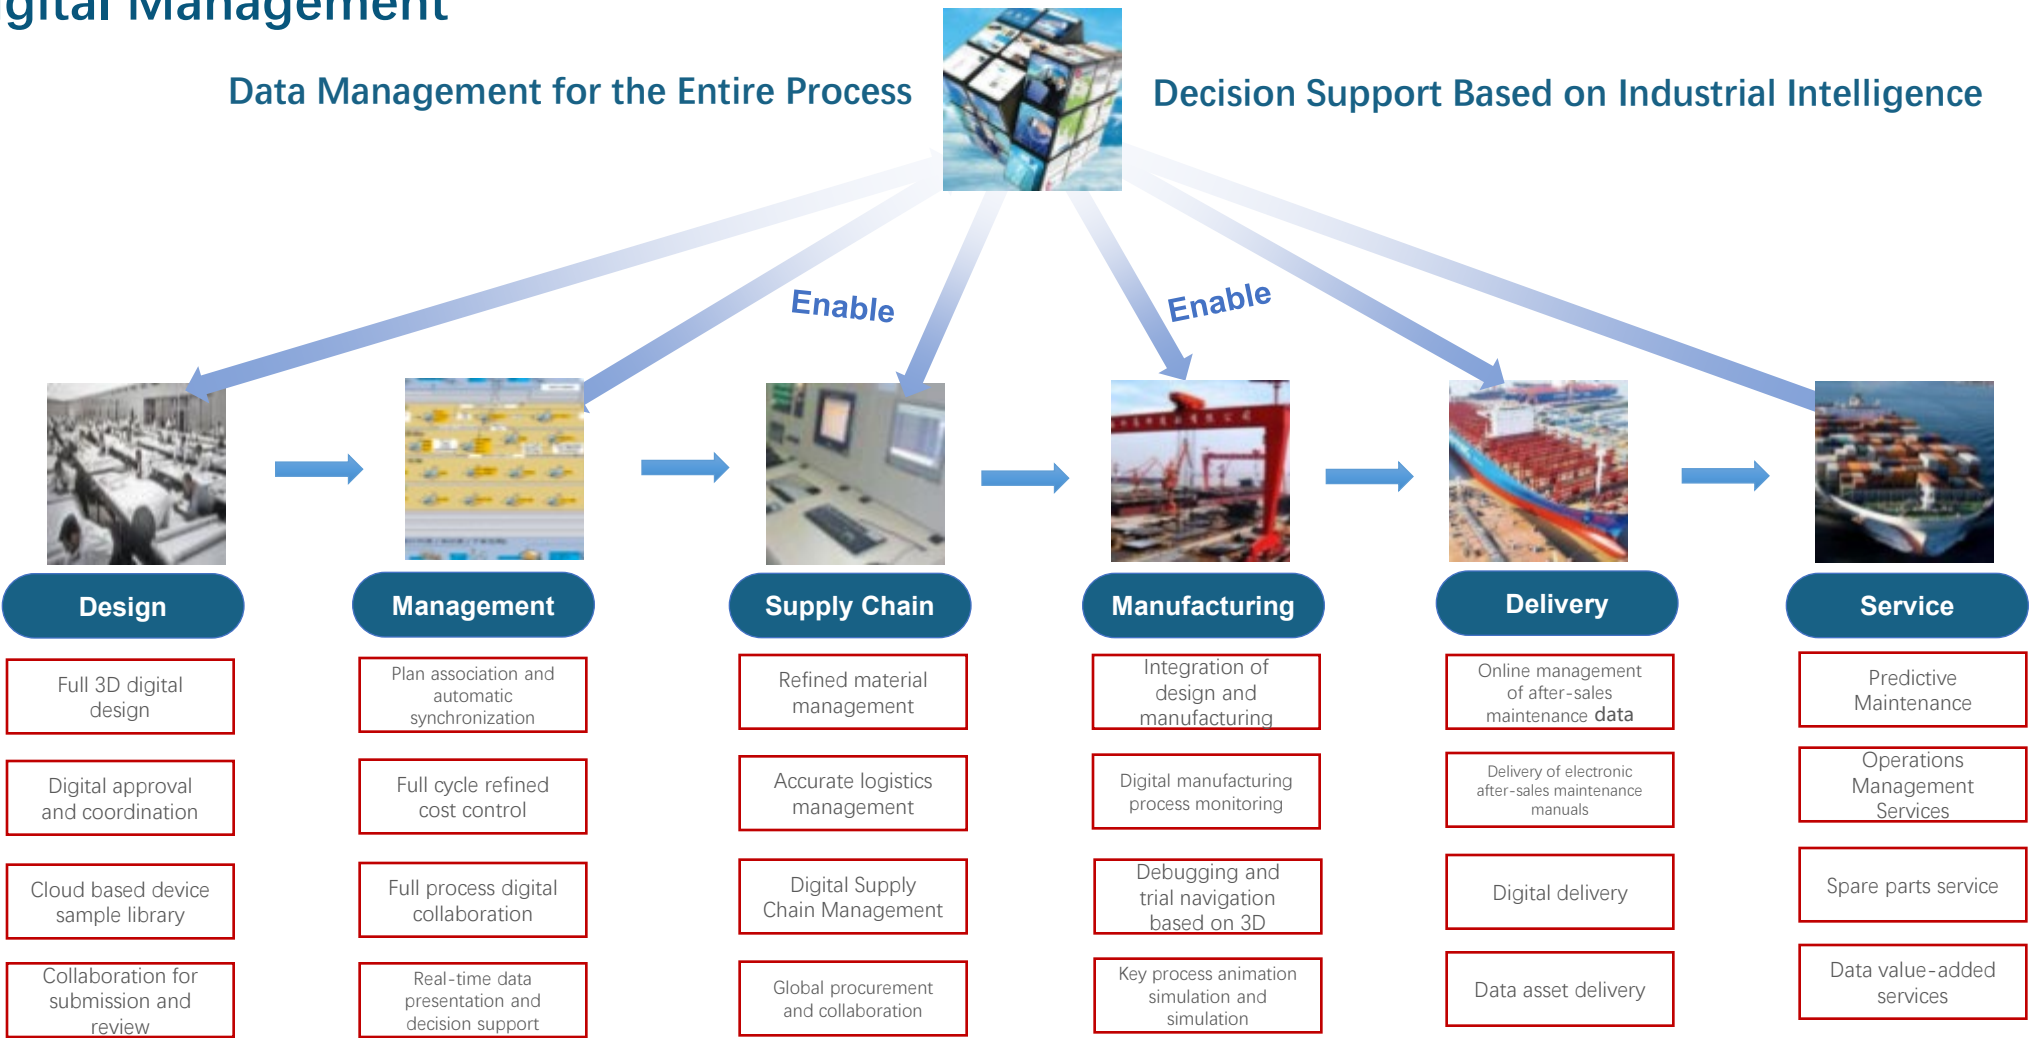 igital Management
Data Management for the Entire Process
Decision Support Based on Industrial Intelligence
Enable
Enable
Design
Management
Supply Chain
Manufacturing
Delivery
Service
Full 3D digital
design
Digital approval
and coordination
Cloud based device
sample library
Collaboration for
submission and
review
Plan association and
automatic
synchronization
Full cycle refined
cost control
Full process digital
collaboration
Real-time data
presentation and
decision support
Refined material
management
Accurate logistics
management
Digital Supply
Chain Management
Global procurement
and collaboration
Integration of
design and
manufacturing
Digital manufacturing
process monitoring
Debugging and
trial navigation
based on 3D
Key process animation
simulation and
simulation
Online management
of after-sales
maintenance data
Delivery of electronic
after-sales maintenance
manuals
Digital delivery
Data asset delivery
Predictive
Maintenance
Operations
Management
Services
Spare parts service
Data value-added
services